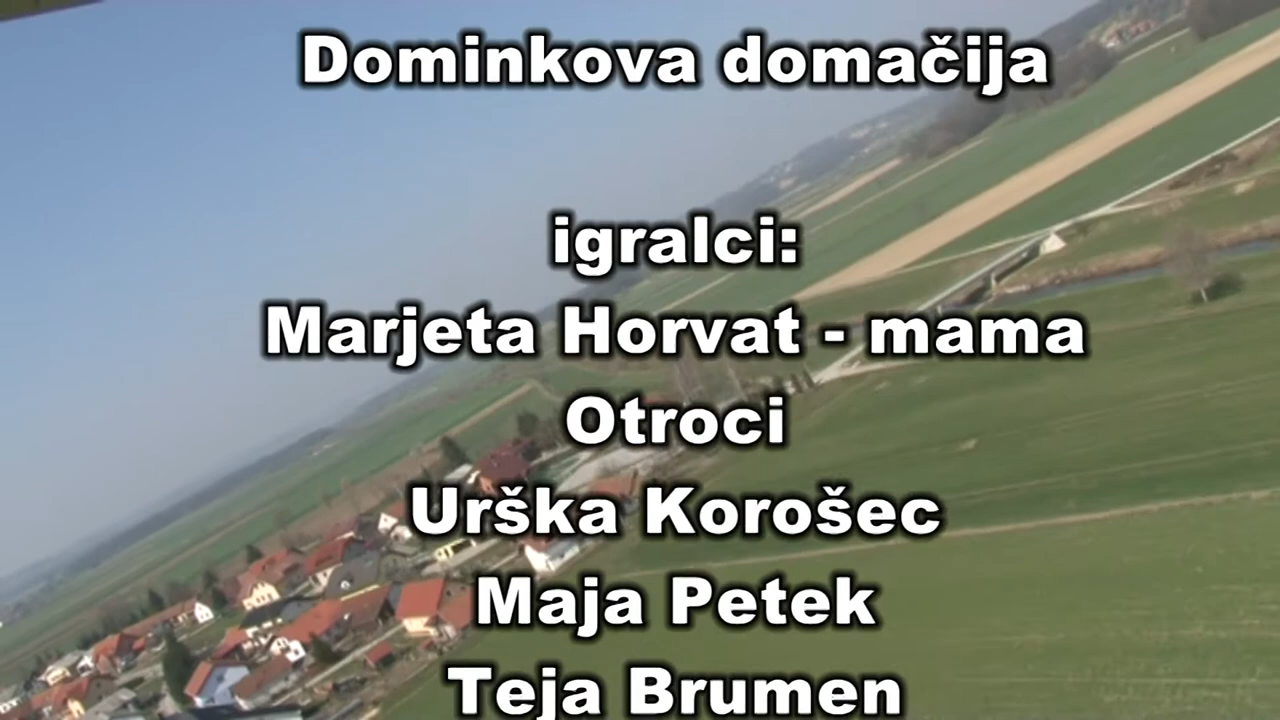 Dominkova domačija
igralci:
Marjeta Horvat - mama
Otroci
Urška Korošec
Maja Petek
Teja Brumen